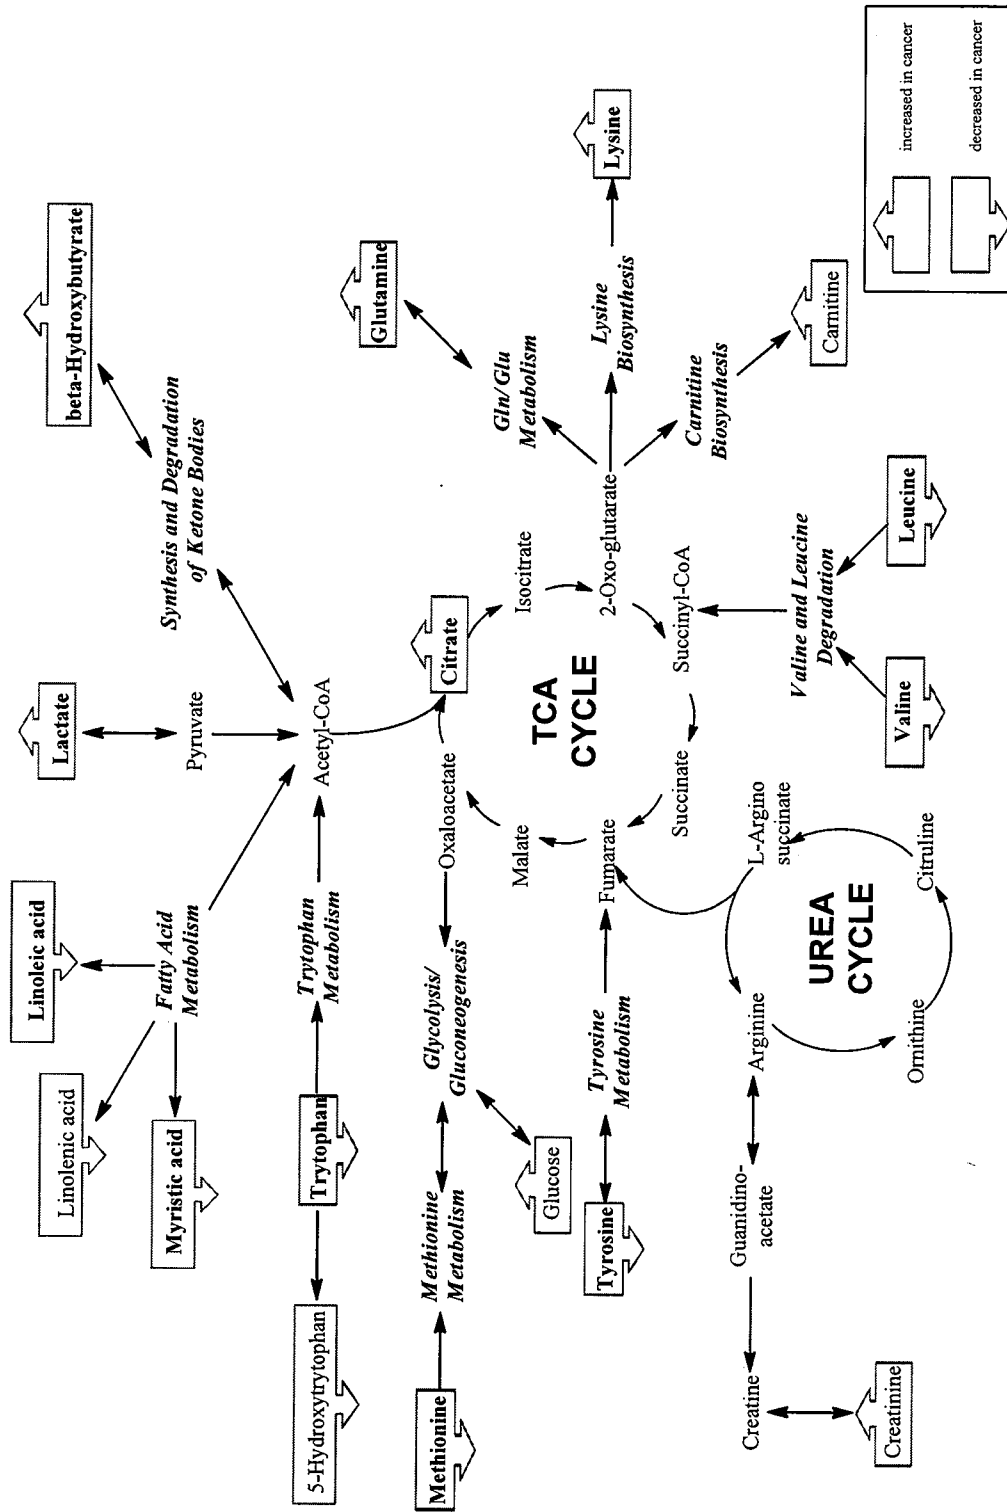 Linolenic acid
Linoleic acid
Lactate
beta-Hydroxybutyrate
Myristic acid
Fatty Acid
Metabolism
Pyruvate
Synthesis and Degradation
of Ketone Bodies
5-Hydroxytrytophan
Trytophan
Trytophan
Metabolism
Acetyl-CoA
Glutamine
Methionine
Methionine
Metabolism
Glycolysis/
Gluconeogenesis
Oxaloacetate
Citrate
Gln/Glu
Metabolism
Glucose
Malate
Isocitrate
TCA
CYCLE
Tyrosine
Tyrosine
Metabolism
Fumarate
2-Oxo-glutarate
Lysine
Biosynthesis
Lysine
Succinate
Succinyl-CoA
Carnitine
Biosynthesis
Creatine
Guanidino-
acetate
Arginine
L-Argino
succinate
Valine and Leucine
Degradation
Carnitine
UREA
CYCLE
Creatinine
Ornithine
Citruline
Valine
Leucine
increased in cancer
decreased in cancer